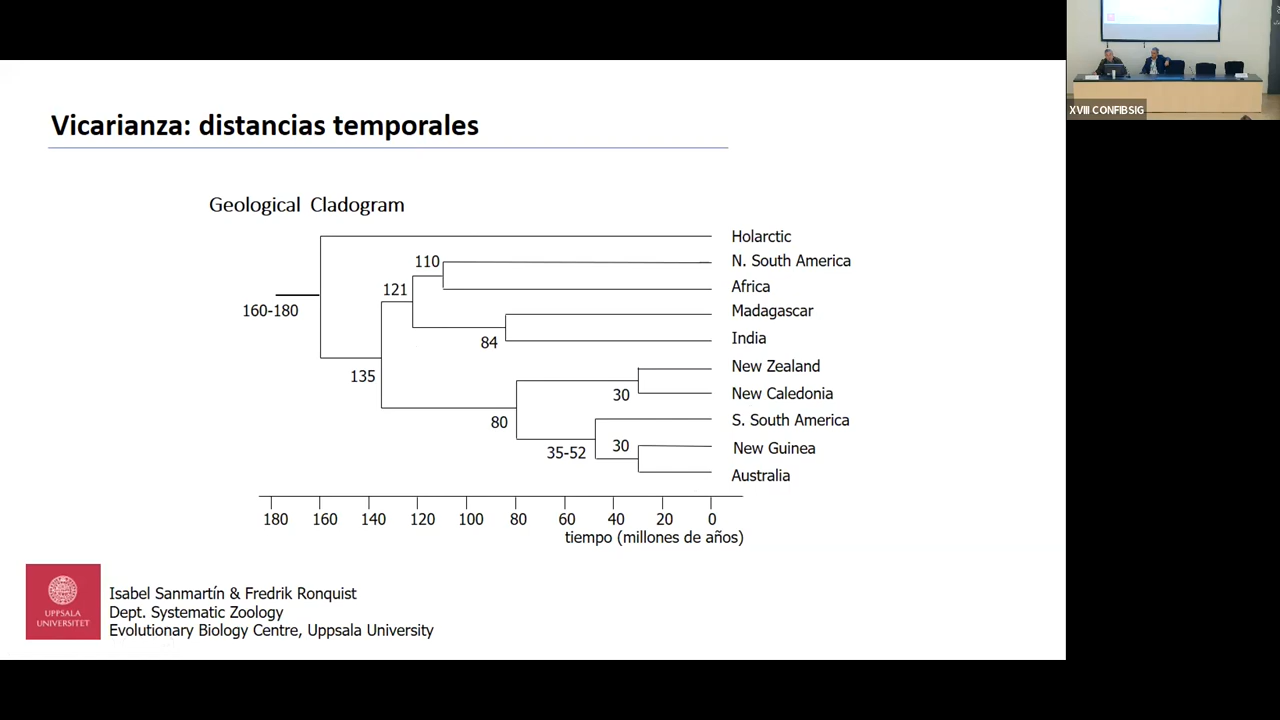 XVIII CONFIBSIG
Vicarianza: distancias temporales
Geological Cladogram
Holarctic
110
N. South America
121
Africa
160-180
Madagascar
84
India
135
New Zealand
30
New Caledonia
80
S. South America
35-52
30
New Guinea
Australia
180 160 140 120 100 80 60 40 20 0
tiempo (millones de años)
UPPSALA
UNIVERSITET
Isabel Sanmartín & Fredrik Ronquist
Dept. Systematic Zoology
Evolutionary Biology Centre, Uppsala University